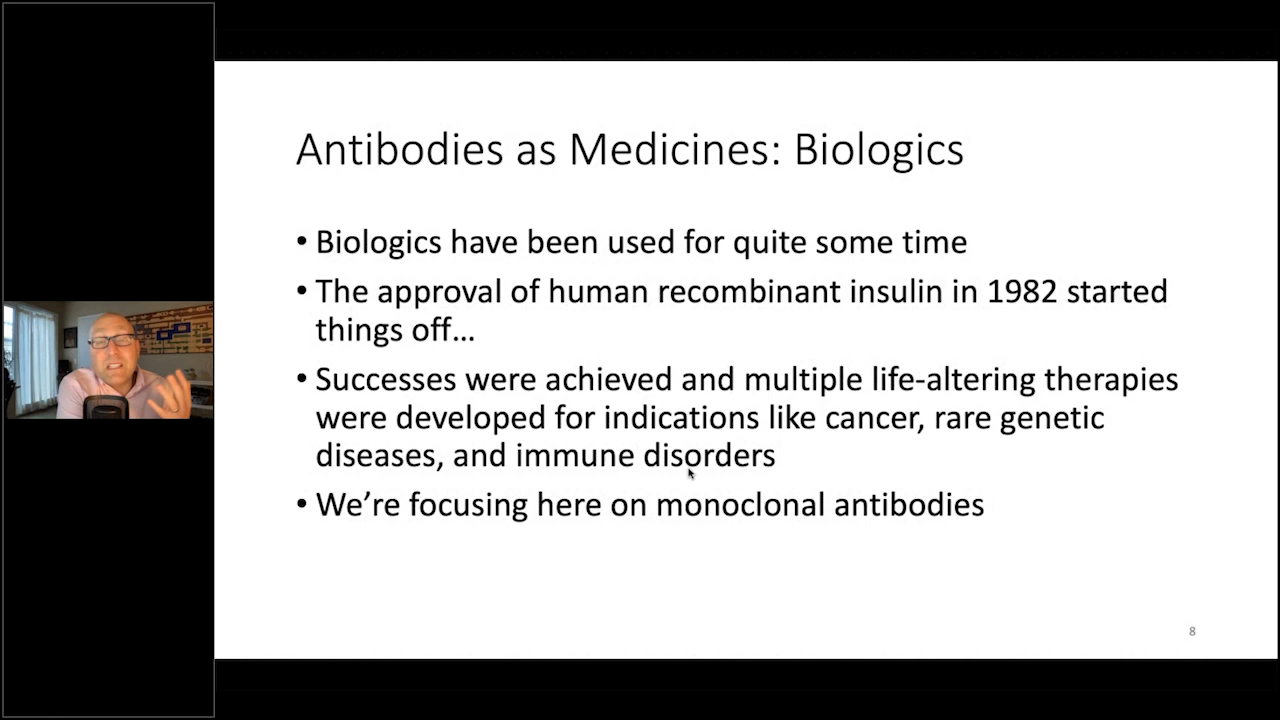 Antibodies as Medicines: Biologics
• Biologics have been used for quite some time
• The approval of human recombinant insulin in 1982 started
things off...
• Successes were achieved and multiple life-altering therapies
were developed for indications like cancer, rare genetic
diseases, and immune disorders
• We’re focusing here on monoclonal antibodies
8